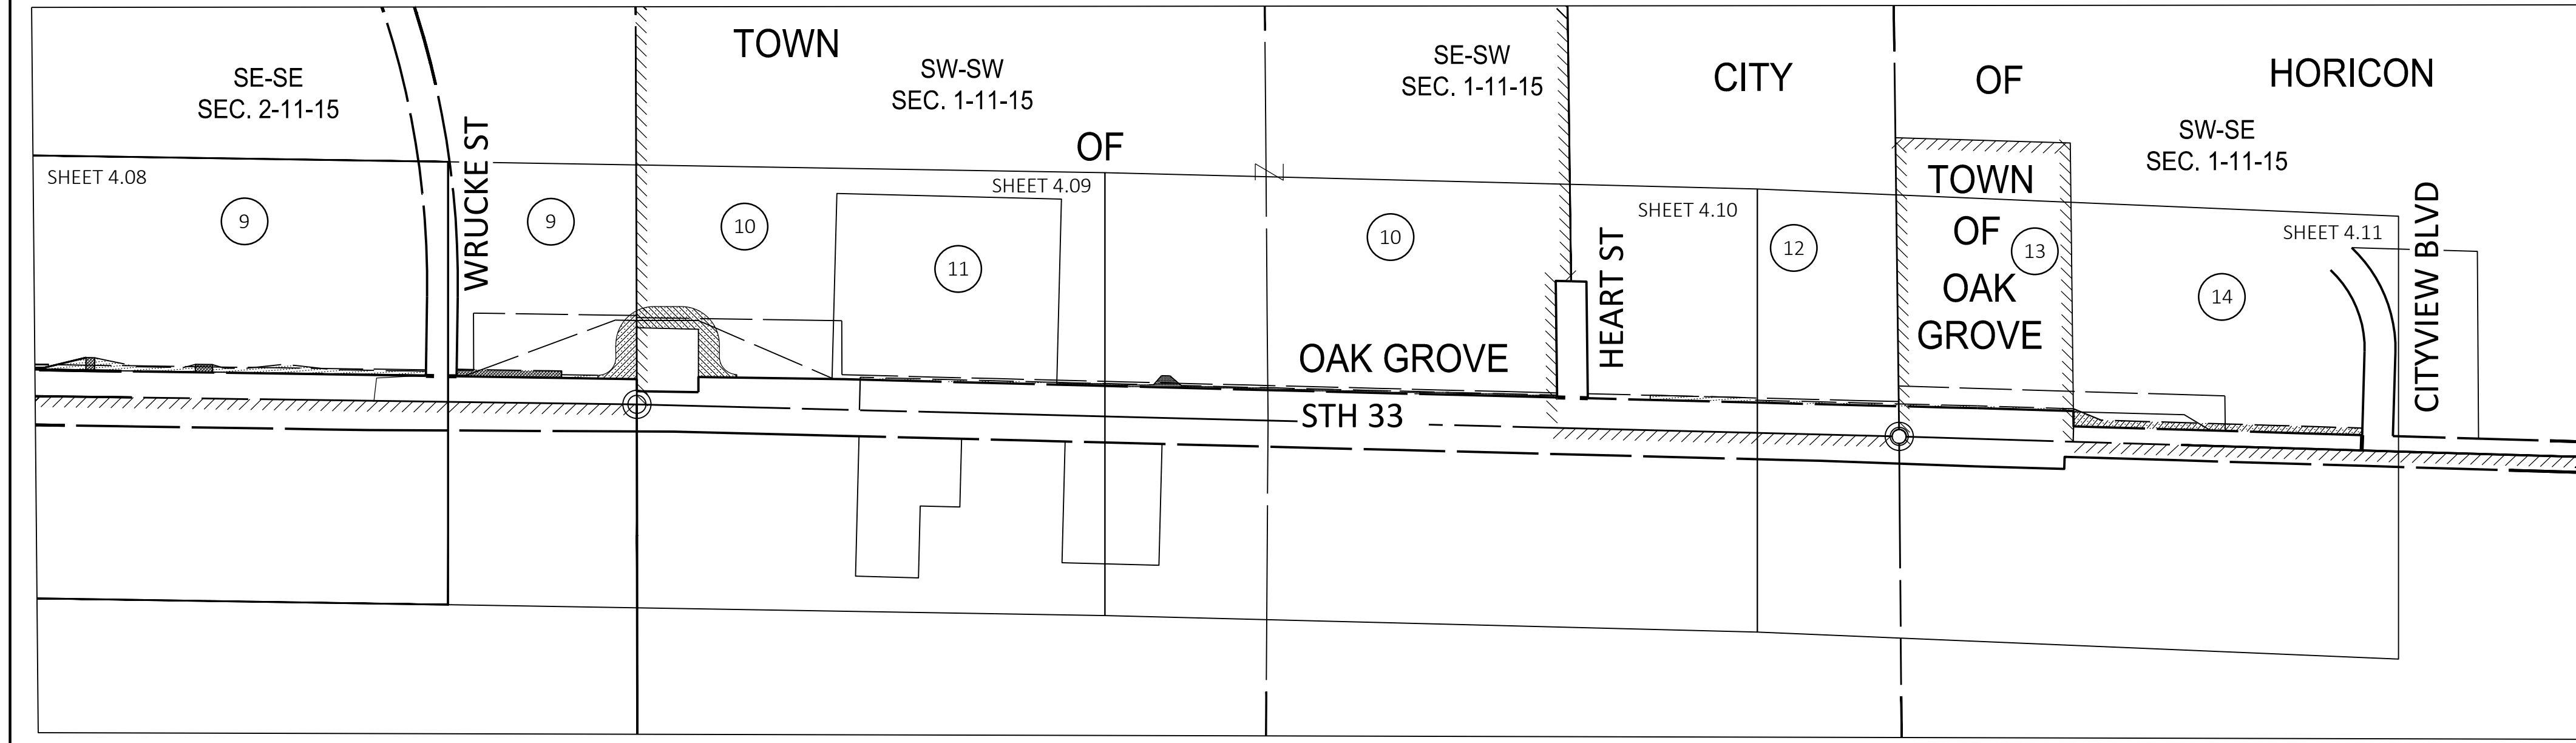 TOWN
OF
OAK GROVE
CITY
OF
HORICON
SE-SE
SEC. 2-11-15
SW-SW
SEC. 1-11-15
SE-SW
SEC. 1-11-15
SW-SE
SEC. 1-11-15
TOWN
OF
OAK
GROVE
SHEET 4.08
SHEET 4.09
SHEET 4.10
SHEET 4.11
9
9
10
11
10
12
13
14
WRUCKE ST
HEART ST
CITYVIEW BLVD
STH 33